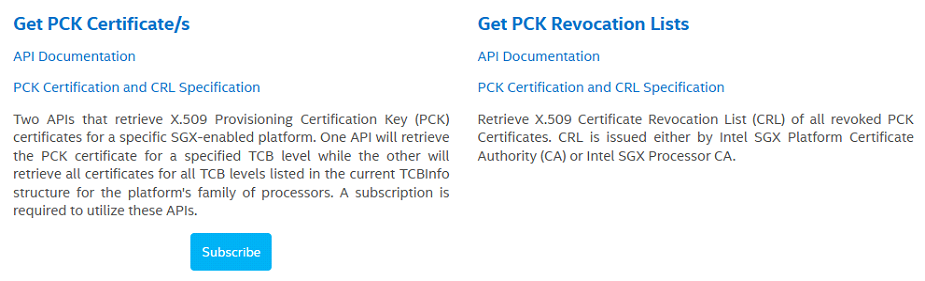 Get PCK Certificate/s
API Documentation
PCK Certification and CRL Specification
Two APIs that retrieve X.509 Provisioning Certification Key (PCK)
certificates for a specific SGX-enabled platform. One API will retrieve
the PCK certificate for a specified TCB level while the other will
retrieve all certificates for all TCB levels listed in the current TCBInfo
structure for the platform's family of processors. A subscription is
required to utilize these APIs.
Subscribe
Get PCK Revocation Lists
API Documentation
PCK Certification and CRL Specification
Retrieve X.509 Certificate Revocation List (CRL) of all revoked PCK
Certificates. CRL is issued either by Intel SGX Platform Certificate
Authority (CA) or Intel SGX Processor CA.